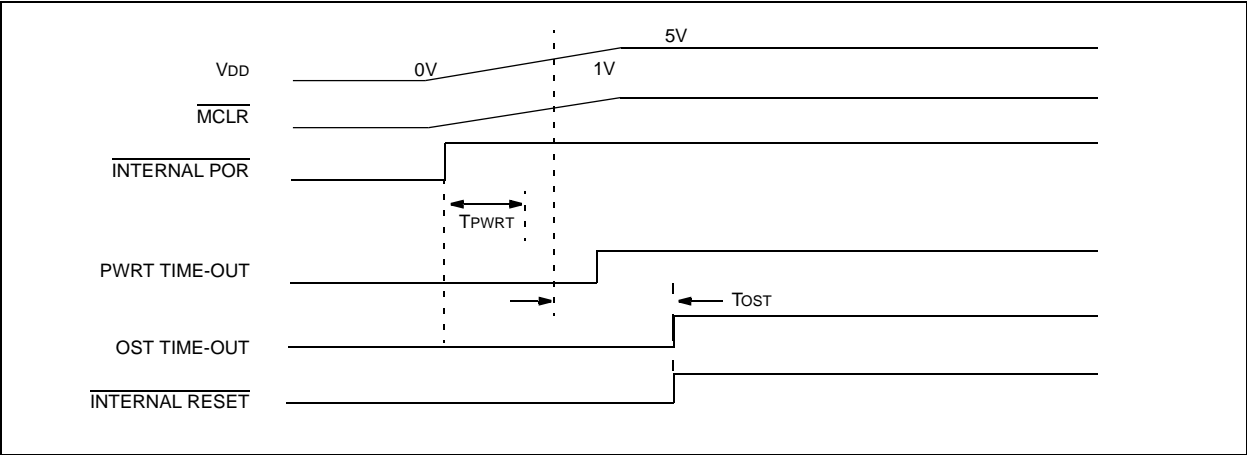 5V
VDD 0V 1V
MCLR
INTERNAL POR
TPWRT
PWRT TIME-OUT
TOST
OST TIME-OUT
INTERNAL RESET